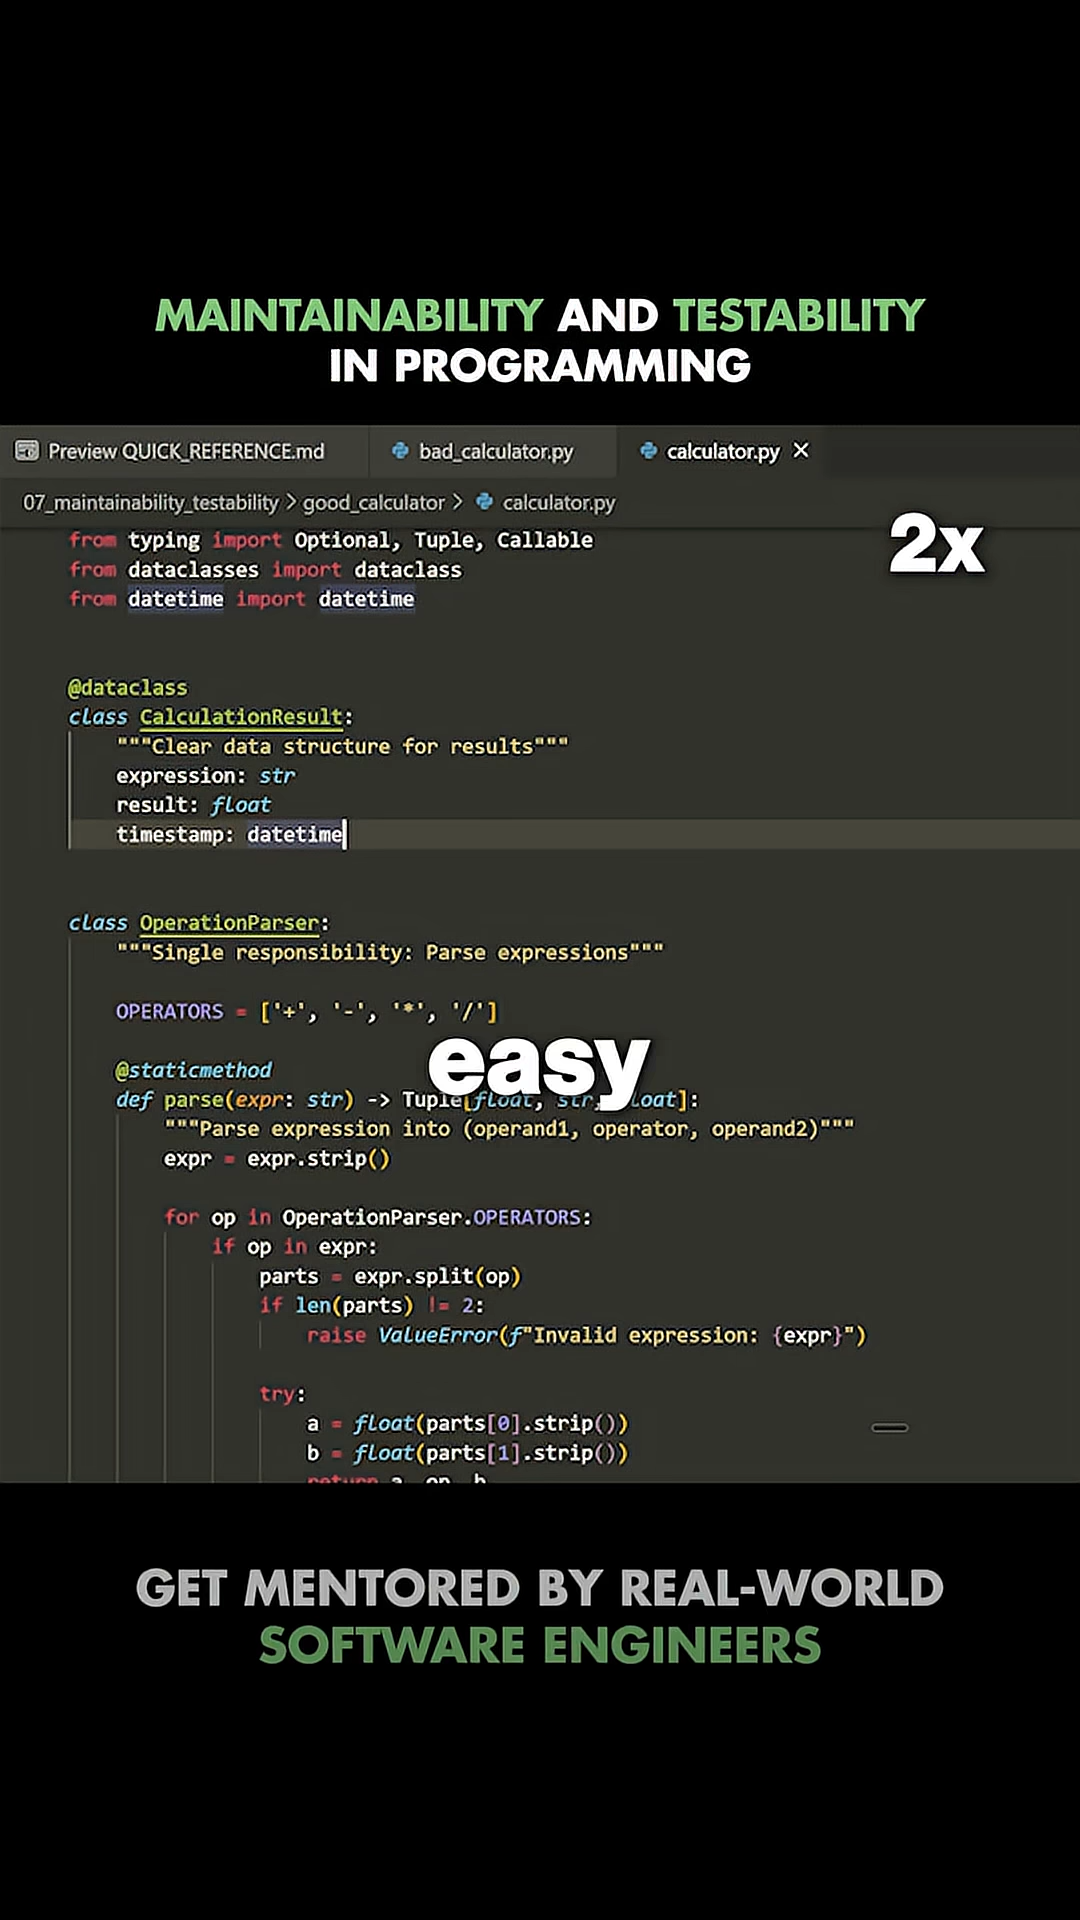 MAINTAINABILITY AND TESTABILITY
IN PROGRAMMING
Preview QUICK_REFERENCE.md
bad_calculator.py
calculator.py
07_maintainability_testability > good_calculator > calculator.py
2x
from typing import Optional, Tuple, Callable
from dataclasses import dataclass
from datetime import datetime
@dataclass
class CalculationResult:
"""Clear data structure for results"""
expression: str
result: float
timestamp: datetime
class OperationParser:
"""Single responsibility: Parse expressions"""
OPERATORS = ['+', '-', '*', '/']
easy
@staticmethod
def parse(expr: str) -> Tuple[float, str, float]:
"""Parse expression into (operand1, operator, operand2)"""
expr = expr.strip()
for op in OperationParser.OPERATORS:
if op in expr:
parts = expr.split(op)
if len(parts) != 2:
raise ValueError(f"Invalid expression: {expr}")
try:
a = float(parts[0].strip())
b = float(parts[1].strip())
return a, op, b
GET MENTORED BY REAL-WORLD
SOFTWARE ENGINEERS